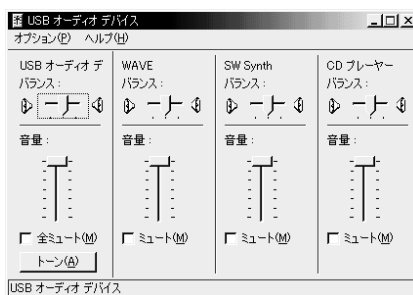 USB オーディオ デバイス
オプション(P) ヘルプ(H)
USB オーディオ デ
バランス:
音量:
全ミュート(M)
トーン(A)
WAVE
バランス:
音量:
ミュート(M)
SW Synth
バランス:
音量:
ミュート(M)
CD プレーヤー
バランス:
音量:
ミュート(M)
USB オーディオ デバイス